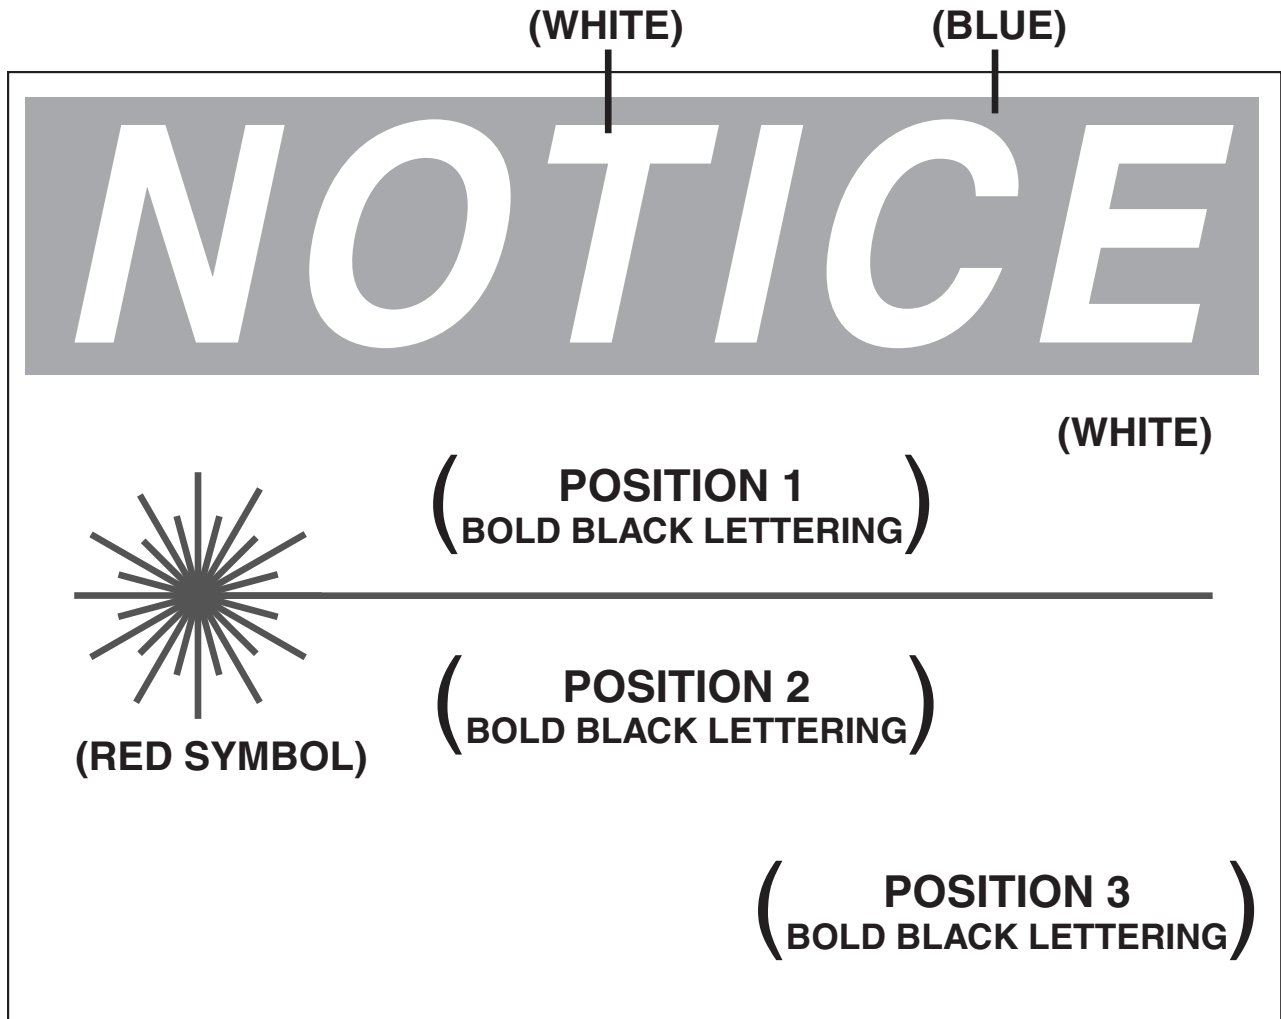 (WHITE) (BLUE)
NOTICE
(WHITE)
(POSITION 1
BOLD BLACK LETTERING)
(POSITION 2
BOLD BLACK LETTERING)
(RED SYMBOL)
(POSITION 3
BOLD BLACK LETTERING)